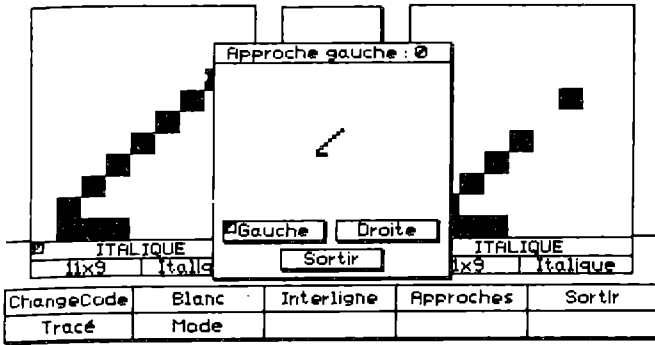 Approche gauche : 0
Gauche Droite
Sortir
ITALIQUE ITALIQUE
11x9 Italiq 1x9 Italique
ChangeCode Blanc Interligne Approches Sortir
Tracé Mode